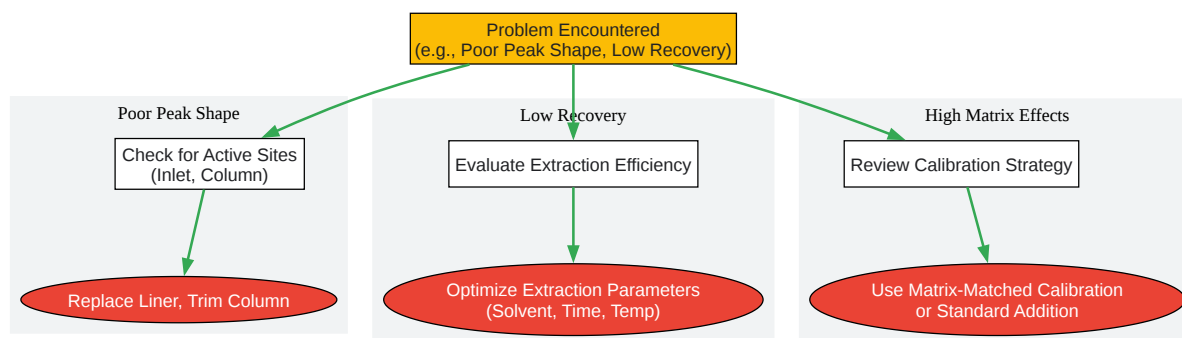 Problem Encountered
(e.g., Poor Peak Shape, Low Recovery)
Poor Peak Shape
Check for Active Sites
(Inlet, Column)
Replace Liner, Trim Column
Low Recovery
Evaluate Extraction Efficiency
Optimize Extraction Parameters
(Solvent, Time, Temp)
High Matrix Effects
Review Calibration Strategy
Use Matrix-Matched Calibration
or Standard Addition